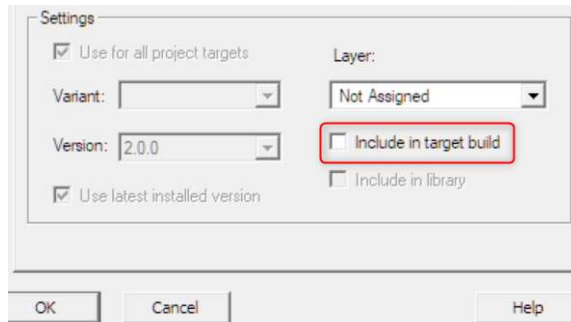 Settings
Use for all project targets
Layer:
Variant:
Not Assigned
Version: 2.0.0
Include in target build
Use latest installed version
Include in library
OK
Cancel
Help